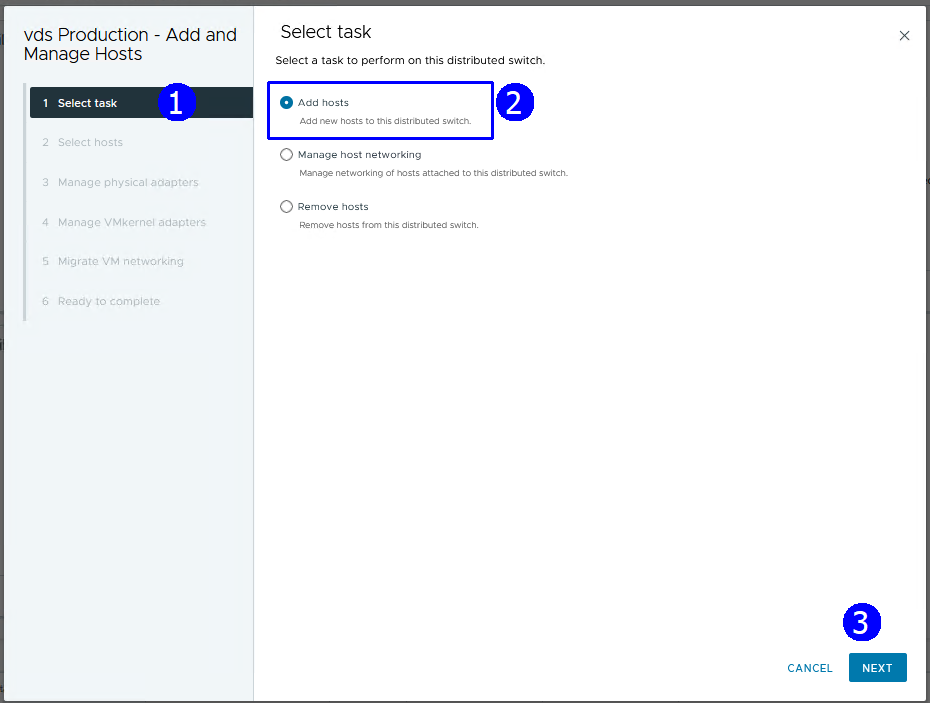 vds Production - Add and
Manage Hosts
1 Select task
1
2 Select hosts
3 Manage physical adapters
4 Manage VMkernel adapters
5 Migrate VM networking
6 Ready to complete
Select task
Select a task to perform on this distributed switch.
Add hosts
Add new hosts to this distributed switch.
2
Manage host networking
Manage networking of hosts attached to this distributed switch.
Remove hosts
Remove hosts from this distributed switch.
3
CANCEL
NEXT